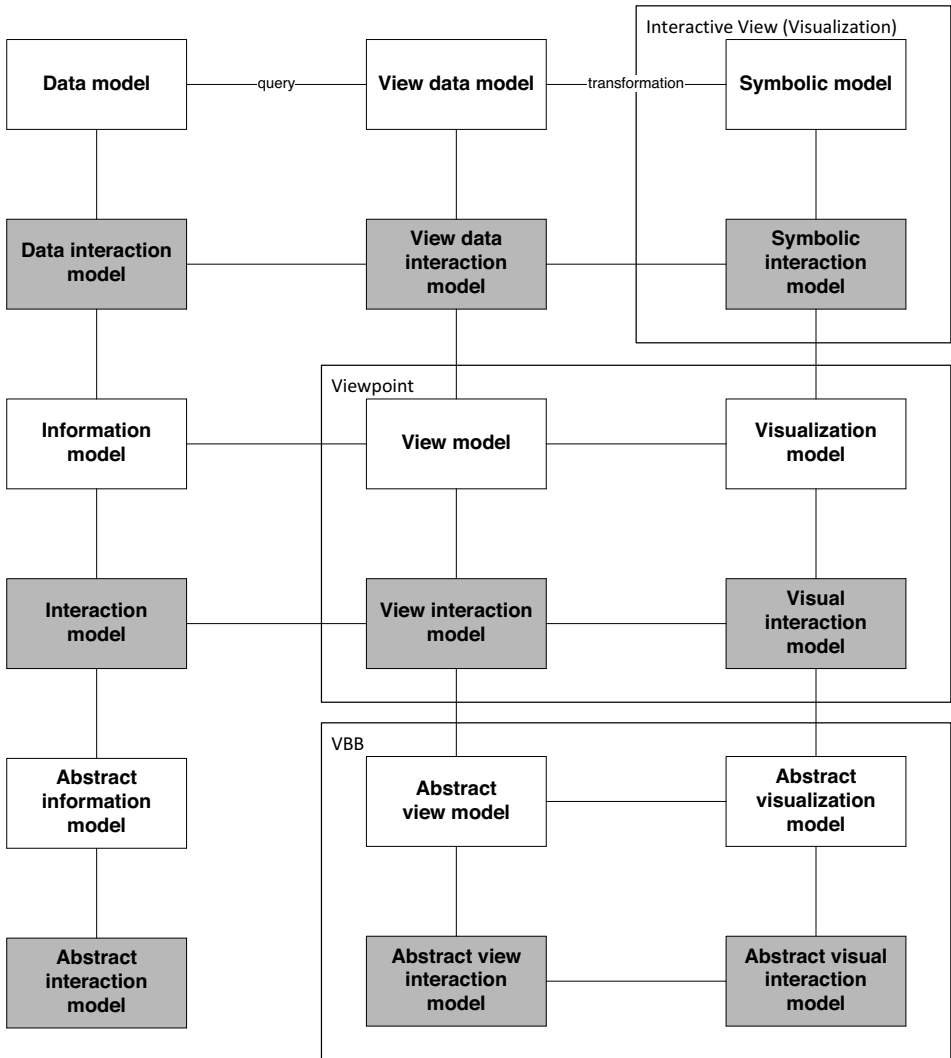 Interactive View (Visualization)
Data model
query
View data model
transformation
Symbolic model
Data interaction
model
View data
interaction
model
Symbolic
interaction
model
Viewpoint
Information
model
View model
Visualization
model
Interaction
model
View interaction
model
Visual
interaction
model
VBB
Abstract
information
model
Abstract
view model
Abstract
visualization
model
Abstract
interaction
model
Abstract view
interaction
model
Abstract visual
interaction
model